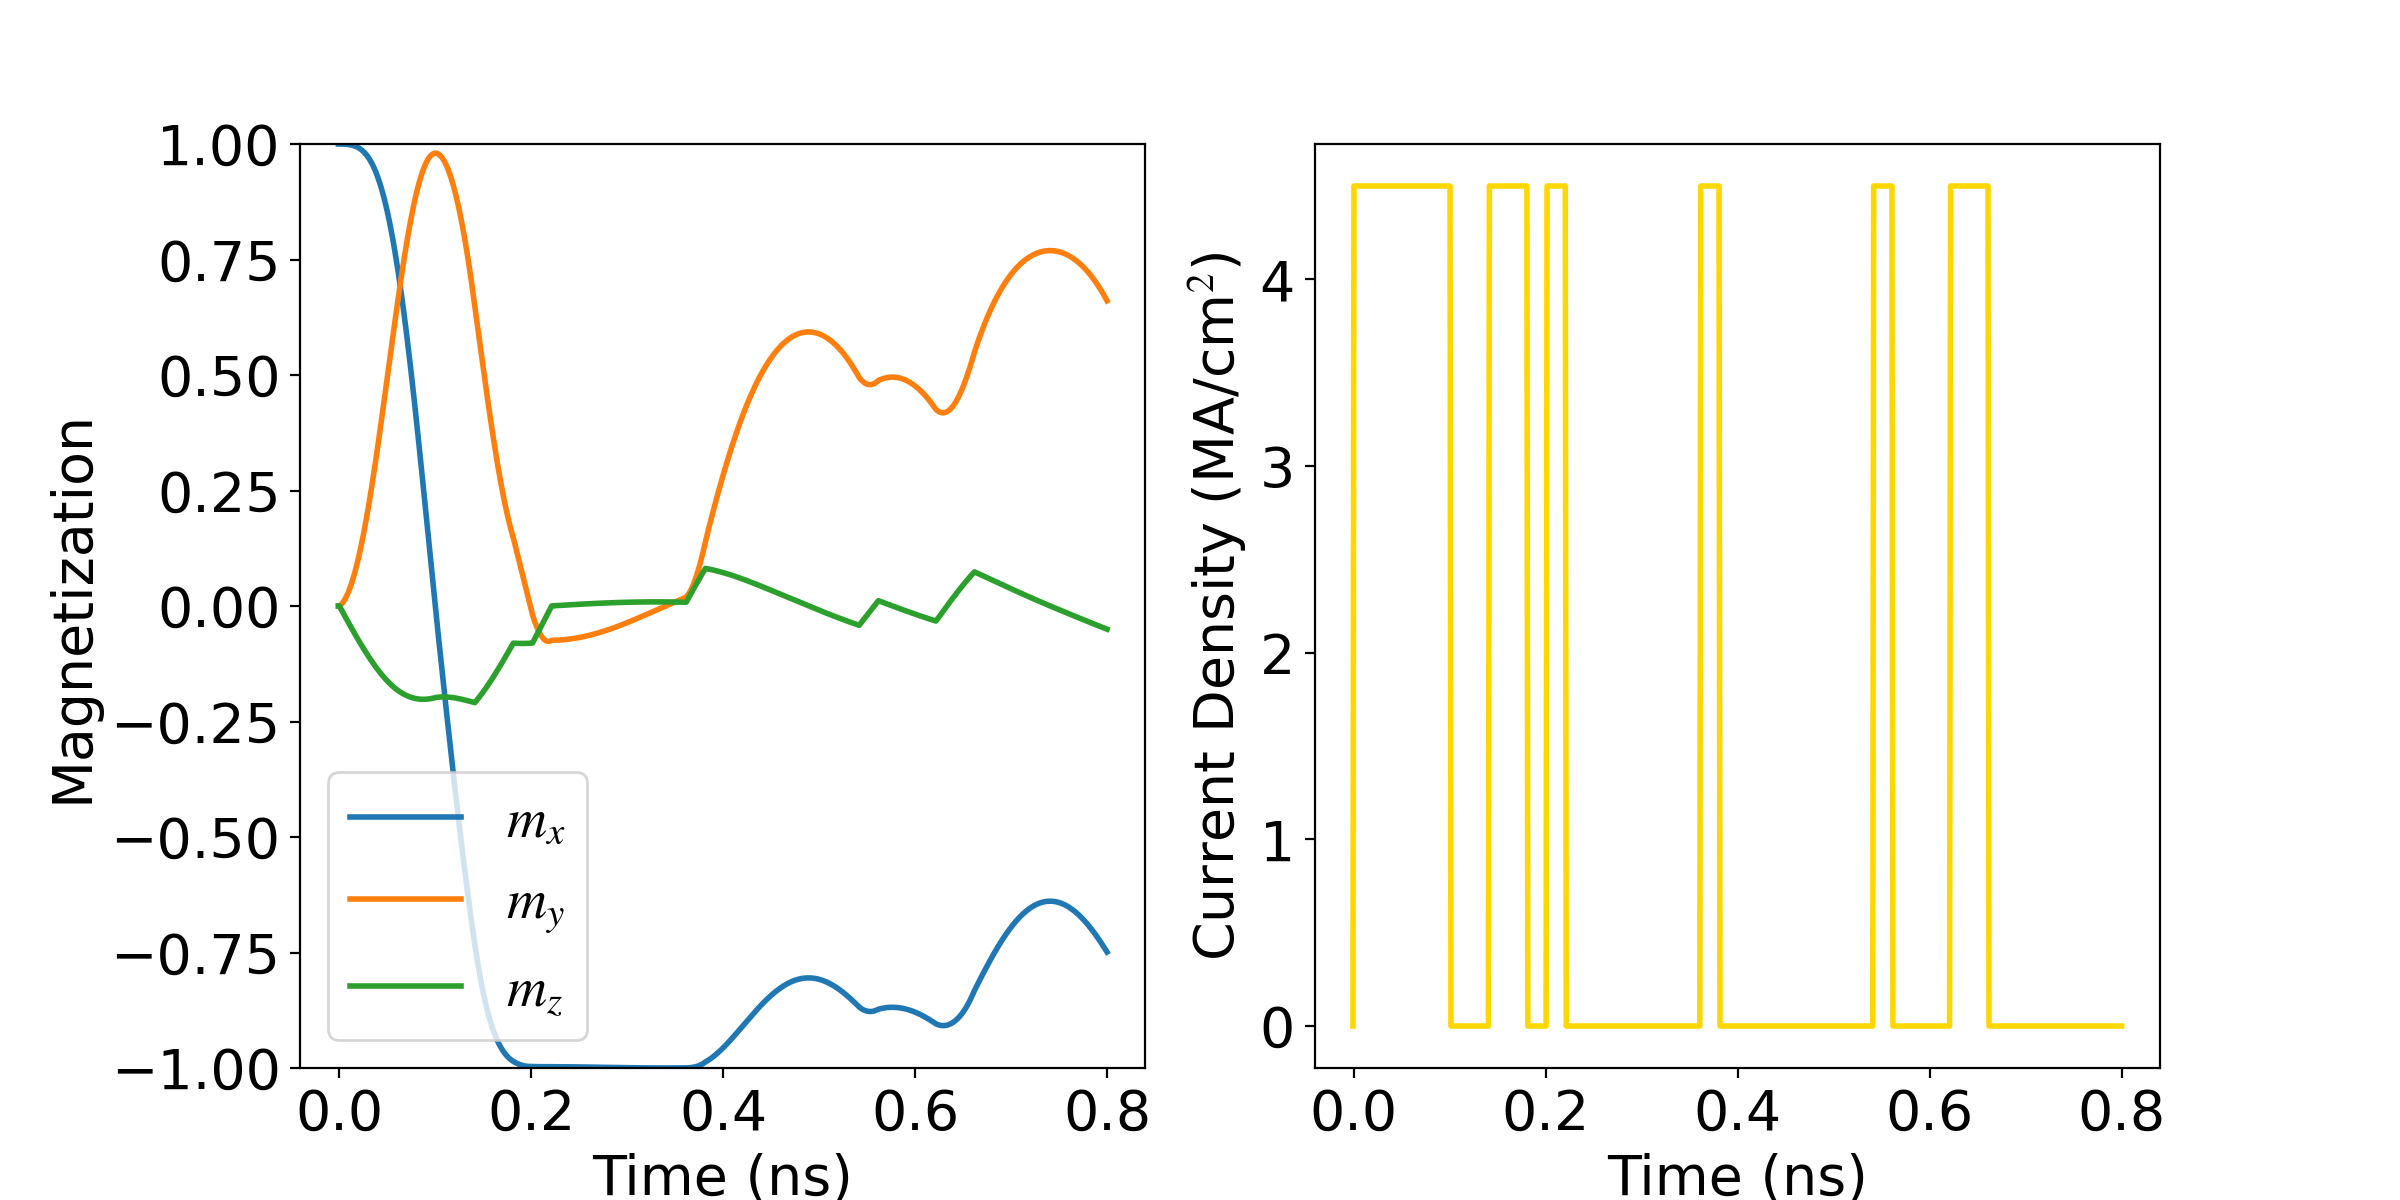 Magnetization
1.00
0.75
0.50
0.25
0.00
−0.25
−0.50
−0.75
−1.00
m_x
m_y
m_z
0.0 0.2 0.4 0.6 0.8
Time (ns)
Current Density (MA/cm²)
4
3
2
1
0
0.0 0.2 0.4 0.6 0.8
Time (ns)